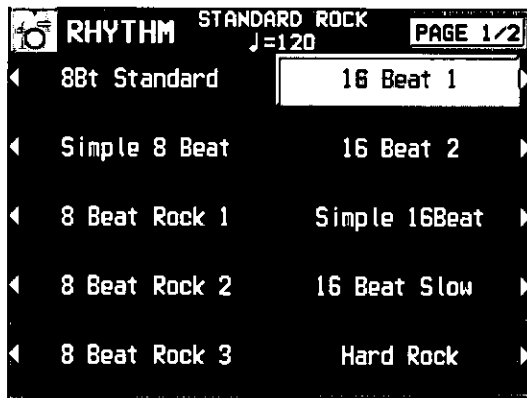 RHYTHM
STANDARD ROCK
♩=120
PAGE 1/2
8Bt Standard
16 Beat 1
Simple 8 Beat
16 Beat 2
8 Beat Rock 1
Simple 16Beat
8 Beat Rock 2
16 Beat Slow
8 Beat Rock 3
Hard Rock